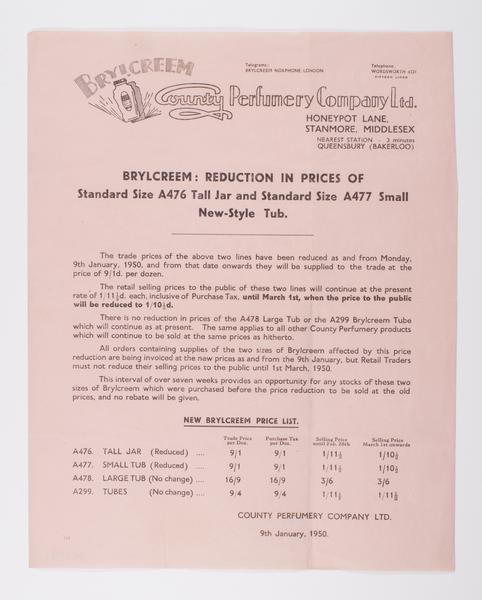 BRYLCREEM
Telegrams: Telephone:
BRYLCREEM NORPHONE LONDON WORDSWORTH 6121
FIFTEEN LINES
County Perfumery Company Ltd.
HONEYPOT LANE,
STANMORE, MIDDLESEX
NEAREST STATION - 3 minutes
QUEENSBURY (BAKERLOO)
BRYLCREEM: REDUCTION IN PRICES OF
Standard Size A476 Tall Jar and Standard Size A477 Small
New-Style Tub.
The trade prices of the above two lines have been reduced as and from Monday,
9th January, 1950, and from that date onwards they will be supplied to the trade at the
price of 9/1d. per dozen.
The retail selling prices to the public of these two lines will continue at the present
rate of 1/11½d. each, inclusive of Purchase Tax, until March 1st, when the price to the public
will be reduced to 1/10½d.
There is no reduction in prices of the A478 Large Tub or the A299 Brylcreem Tube
which will continue as at present. The same applies to all other County Perfumery products
which will continue to be sold at the same prices as hitherto.
All orders containing supplies of the two sizes of Brylcreem affected by this price
reduction are being invoiced at the new prices as and from the 9th January, but Retail Traders
must not reduce their selling prices to the public until 1st March, 1950.
This interval of over seven weeks provides an opportunity for any stocks of these two
sizes of Brylcreem which were purchased before the price reduction to be sold at the old
prices, and no rebate will be given.
NEW BRYLCREEM PRICE LIST.
Trade Price Purchase Tax Selling Price Selling Price
per Doz. per Doz. until Feb. 28th March 1st onwards
A476. TALL JAR (Reduced) .... 9/1 9/1 1/11½ 1/10½
A477. SMALL TUB (Reduced) .... 9/1 9/1 1/11½ 1/10½
A478. LARGE TUB (No change) .... 16/9 16/9 3/6 3/6
A299. TUBES (No change) .... 9/4 9/4 1/11½ 1/11½
COUNTY PERFUMERY COMPANY LTD.
9th January, 1950.